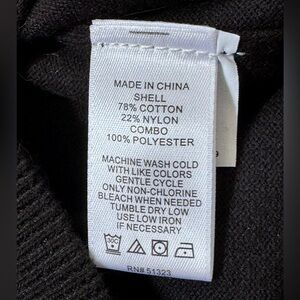 MADE IN CHINA
SHELL
78% COTTON
22% NYLON
COMBO
100% POLYESTER
MACHINE WASH COLD
WITH LIKE COLORS
GENTLE CYCLE
ONLY NON-CHLORINE
BLEACH WHEN NEEDED
TUMBLE DRY LOW
USE LOW IRON
IF NECESSARY
30C
RN# 51323